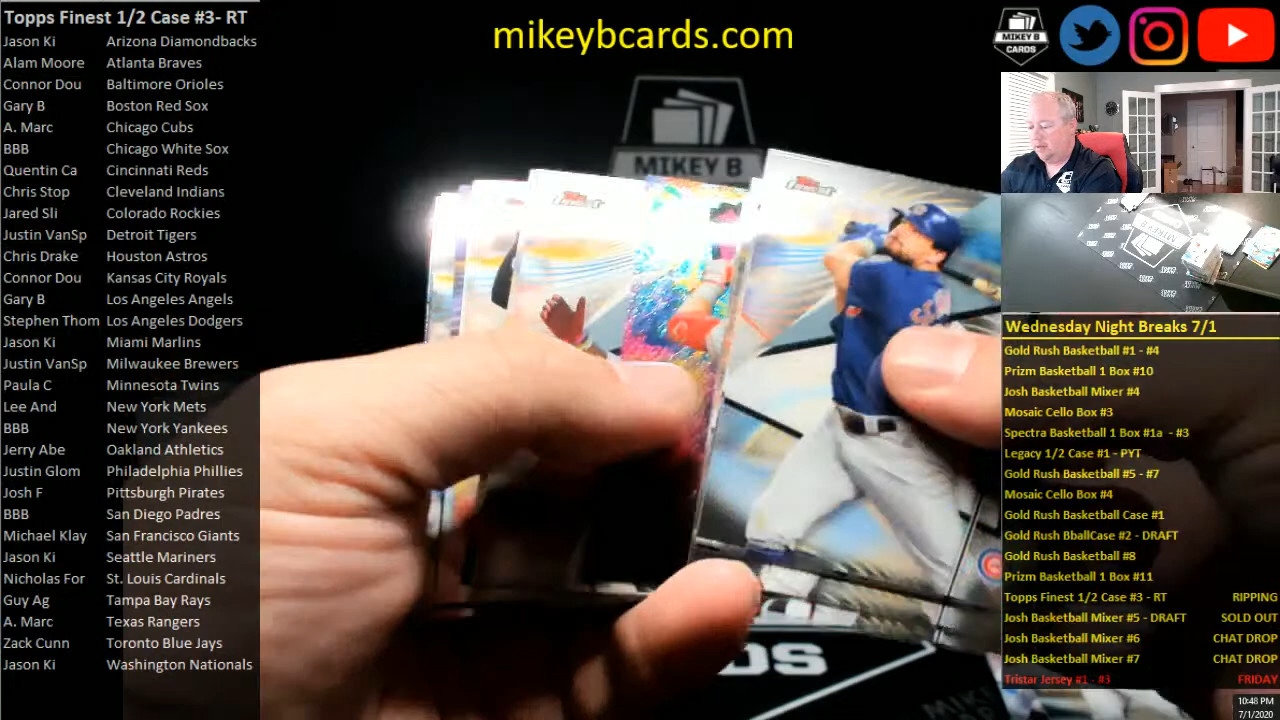 Topps Finest 1/2 Case #3- RT
Jason Ki Arizona Diamondbacks
Alam Moore Atlanta Braves
Connor Dou Baltimore Orioles
Gary B Boston Red Sox
A. Marc Chicago Cubs
BBB Chicago White Sox
Quentin Ca Cincinnati Reds
Chris Stop Cleveland Indians
Jared Sli Colorado Rockies
Justin VanSp Detroit Tigers
Chris Drake Houston Astros
Connor Dou Kansas City Royals
Gary B Los Angeles Angels
Stephen Thom Los Angeles Dodgers
Jason Ki Miami Marlins
Justin VanSp Milwaukee Brewers
Paula C Minnesota Twins
Lee And New York Mets
BBB New York Yankees
Jerry Abe Oakland Athletics
Justin Glom Philadelphia Phillies
Josh F Pittsburgh Pirates
BBB San Diego Padres
Michael Klay San Francisco Giants
Jason Ki Seattle Mariners
Nicholas For St. Louis Cardinals
Guy Ag Tampa Bay Rays
A. Marc Texas Rangers
Zack Cunn Toronto Blue Jays
Jason Ki Washington Nationals
mikeybcards.com
MIKEY B
Finest
MIKE
MIKEY B
CARDS
Wednesday Night Breaks 7/1
Gold Rush Basketball #1 - #4
Prizm Basketball 1 Box #10
Josh Basketball Mixer #4
Mosaic Cello Box #3
Spectra Basketball 1 Box #1a - #3
Legacy 1/2 Case #1 - PYT
Gold Rush Basketball #5 - #7
Mosaic Cello Box #4
Gold Rush Basketball Case #1
Gold Rush BballCase #2 - DRAFT
Gold Rush Basketball #8
Prizm Basketball 1 Box #11
Topps Finest 1/2 Case #3 - RT RIPPING
Josh Basketball Mixer #5 - DRAFT SOLD OUT
Josh Basketball Mixer #6 CHAT DROP
Josh Basketball Mixer #7 CHAT DROP
Tristar Jersey #1 - #3 FRIDAY
10:48 PM
7/1/2020